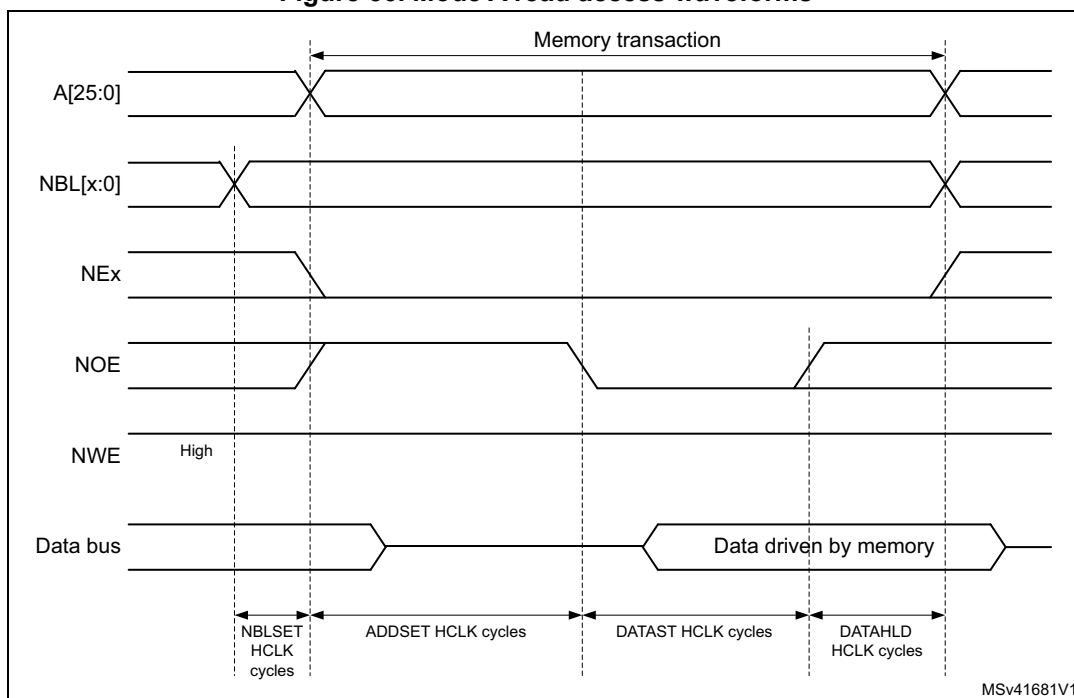 Memory transaction
A[25:0]
NBL[x:0]
NEx
NOE
NWE
High
Data bus
Data driven by memory
NBLSET
HCLK
cycles
ADDSET HCLK cycles
DATAST HCLK cycles
DATAHLD
HCLK cycles
MSv41681V1